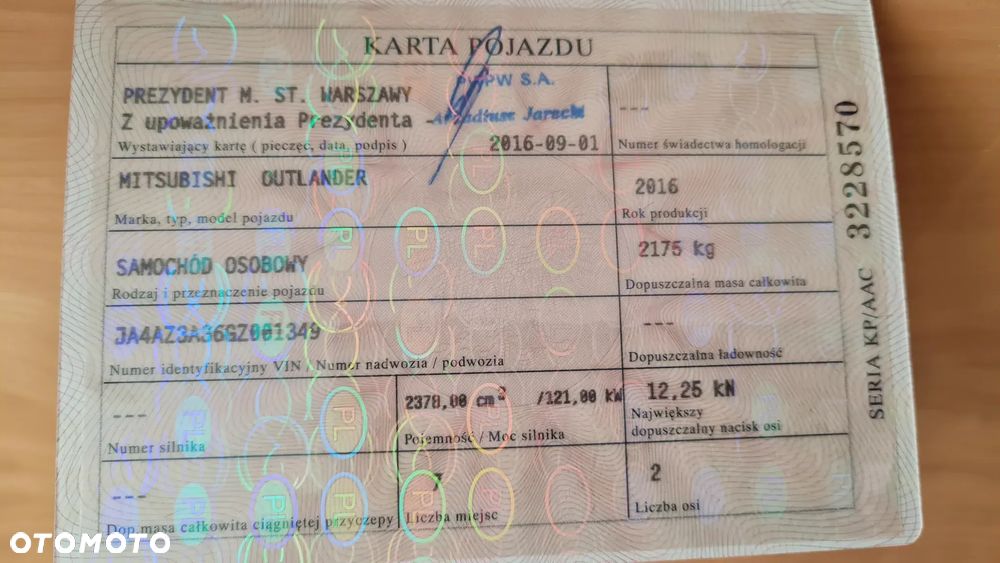 KARTA POJAZDU
PREZYDENT M. ST. WARSZAWY
PWPW S.A.
Z upoważnienia Prezydenta -Arkadiusz Jarecki
Wystawiający kartę ( pieczęć, data, podpis ) 2016-09-01
---
Numer świadectwa homologacji
MITSUBISHI OUTLANDER
Marka, typ, model pojazdu
2016
Rok produkcji
SAMOCHÓD OSOBOWY
Rodzaj i przeznaczenie pojazdu
2175 kg
Dopuszczalna masa całkowita
JA4AZ3A36GZ001349
Numer identyfikacyjny VIN / Numer nadwozia / podwozia
---
Dopuszczalna ładowność
---
Numer silnika
2378,00 cm³ /121,00 kW
Pojemność / Moc silnika
12,25 kN
Największy
dopuszczalny nacisk osi
---
Dop. masa całkowita ciągniętej przyczepy
7
Liczba miejsc
2
Liczba osi
SERIA KP/AAC 3228570
OTOMOTO